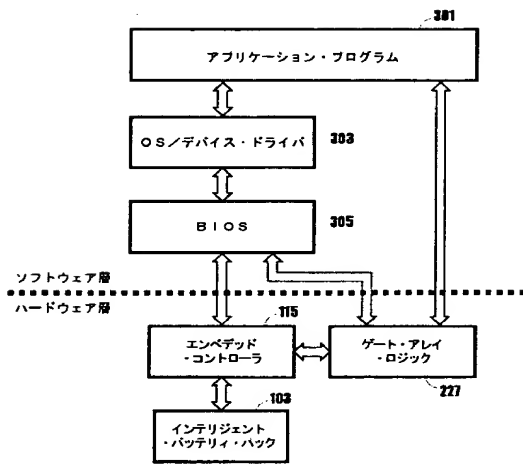 301
アプリケーション・プログラム
OS/デバイス・ドライバ
303
BIOS
305
ソフトウェア層
ハードウェア層
115
エンベデッド
・コントローラ
ゲート・アレイ
・ロジック
103
227
インテリジェント
・バッテリィ・パック